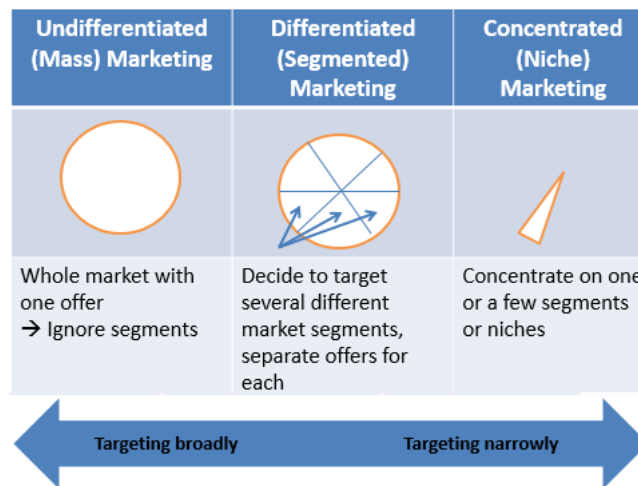 Undifferentiated
(Mass) Marketing
Differentiated
(Segmented)
Marketing
Concentrated
(Niche)
Marketing
Whole market with
one offer
→ Ignore segments
Decide to target
several different
market segments,
separate offers for
each
Concentrate on one
or a few segments
or niches
Targeting broadly
Targeting narrowly